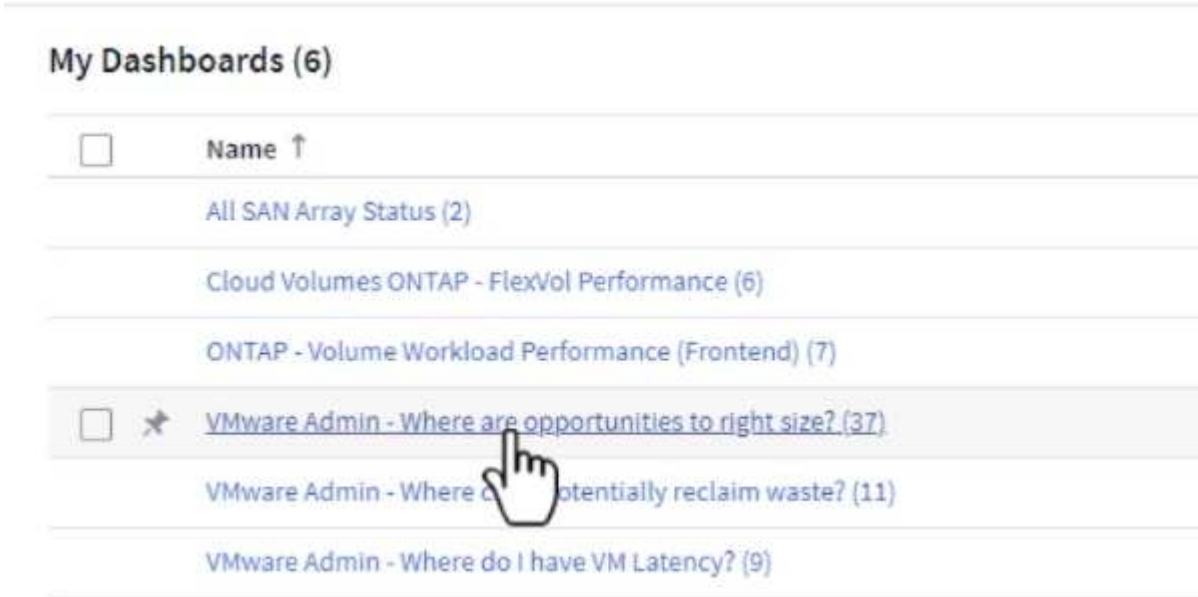 My Dashboards (6)
Name ↑
All SAN Array Status (2)
Cloud Volumes ONTAP - FlexVol Performance (6)
ONTAP - Volume Workload Performance (Frontend) (7)
VMware Admin - Where are opportunities to right size? (37)
VMware Admin - Where otentially reclaim waste? (11)
VMware Admin - Where do I have VM Latency? (9)